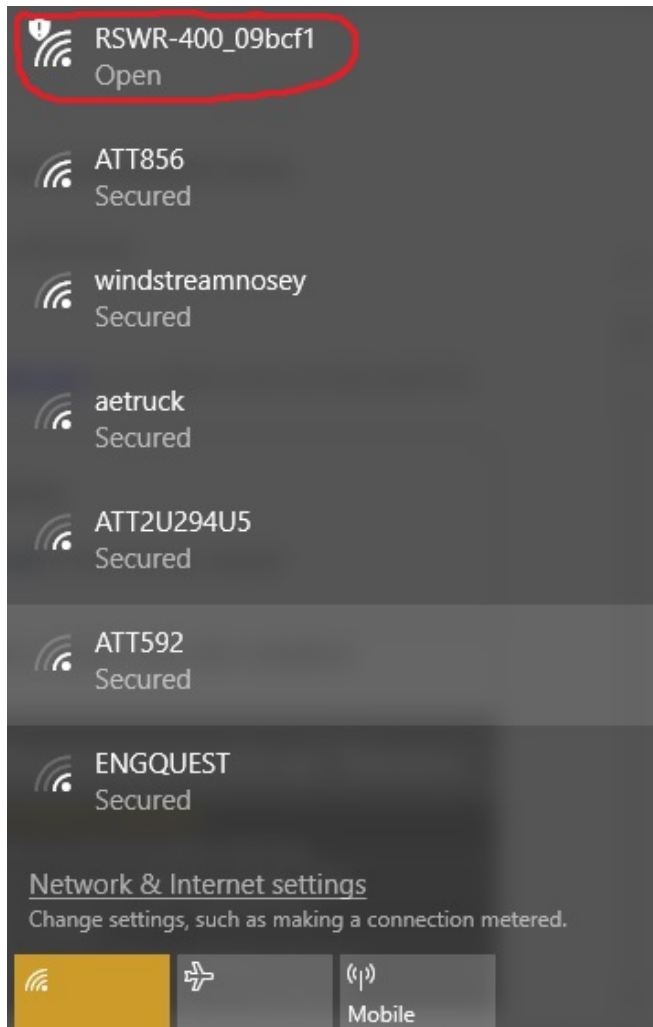 RSWR-400_09bcf1
Open
ATT856
Secured
windstreamnosey
Secured
aetruck
Secured
ATT2U294U5
Secured
ATT592
Secured
ENGQUEST
Secured
Network & Internet settings
Change settings, such as making a connection metered.
Mobile